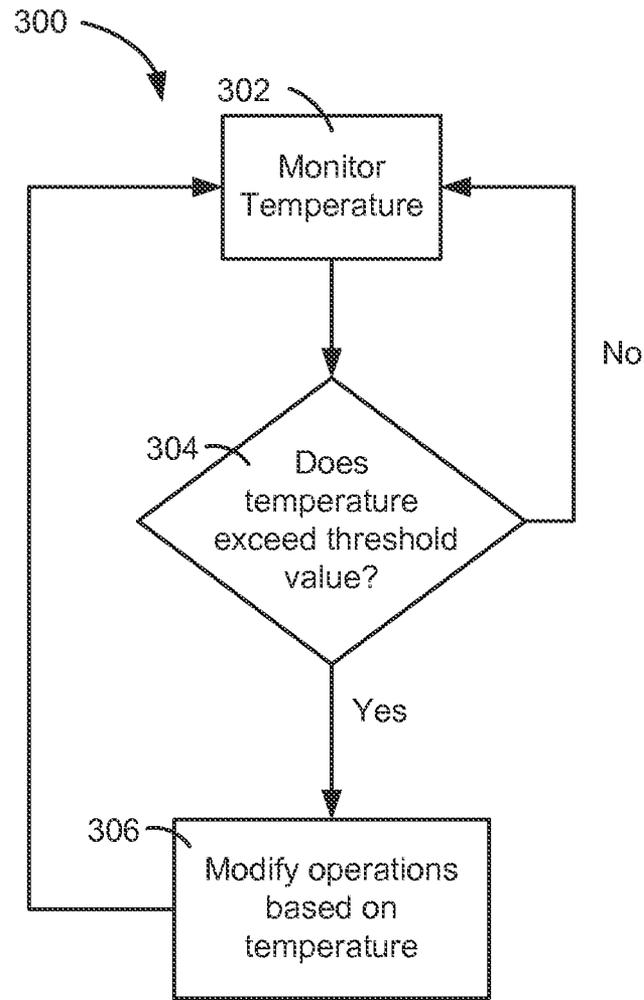 300
302
Monitor
Temperature
No
304
Does
temperature
exceed threshold
value?
Yes
306
Modify operations
based on
temperature